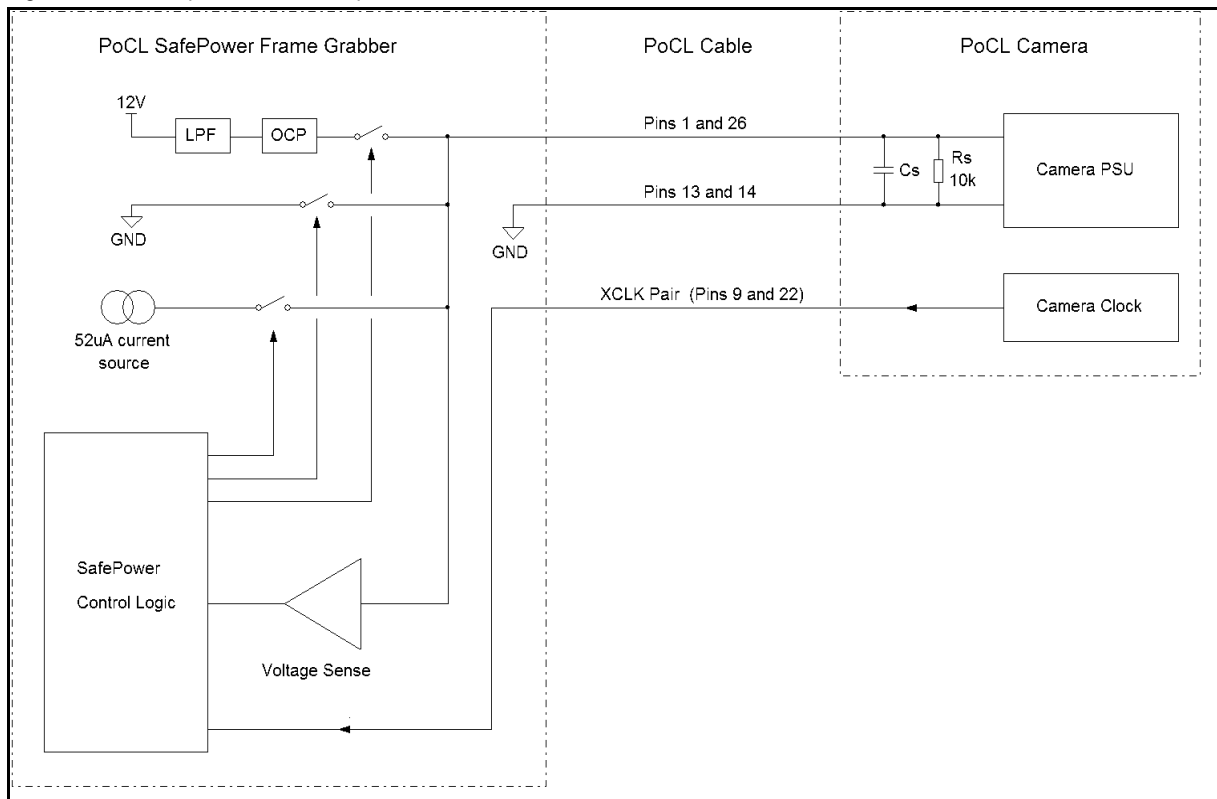 PoCL SafePower Frame Grabber
PoCL Cable
PoCL Camera
12V
LPF
OCP
Pins 1 and 26
Cs
Rs
10k
Camera PSU
Pins 13 and 14
GND
GND
XCLK Pair (Pins 9 and 22)
Camera Clock
52uA current
source
SafePower
Control Logic
Voltage Sense